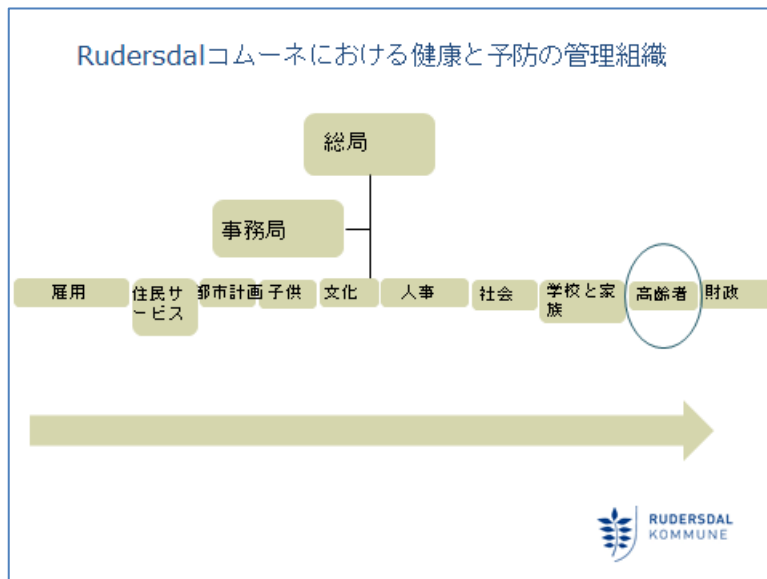 Rudersdalコムーネにおける健康と予防の管理組織
総局
事務局
雇用
住民サ
ービス
都市計画
子供
文化
人事
社会
学校と家
族
高齢者
財政
RUDERSDAL
KOMMUNE